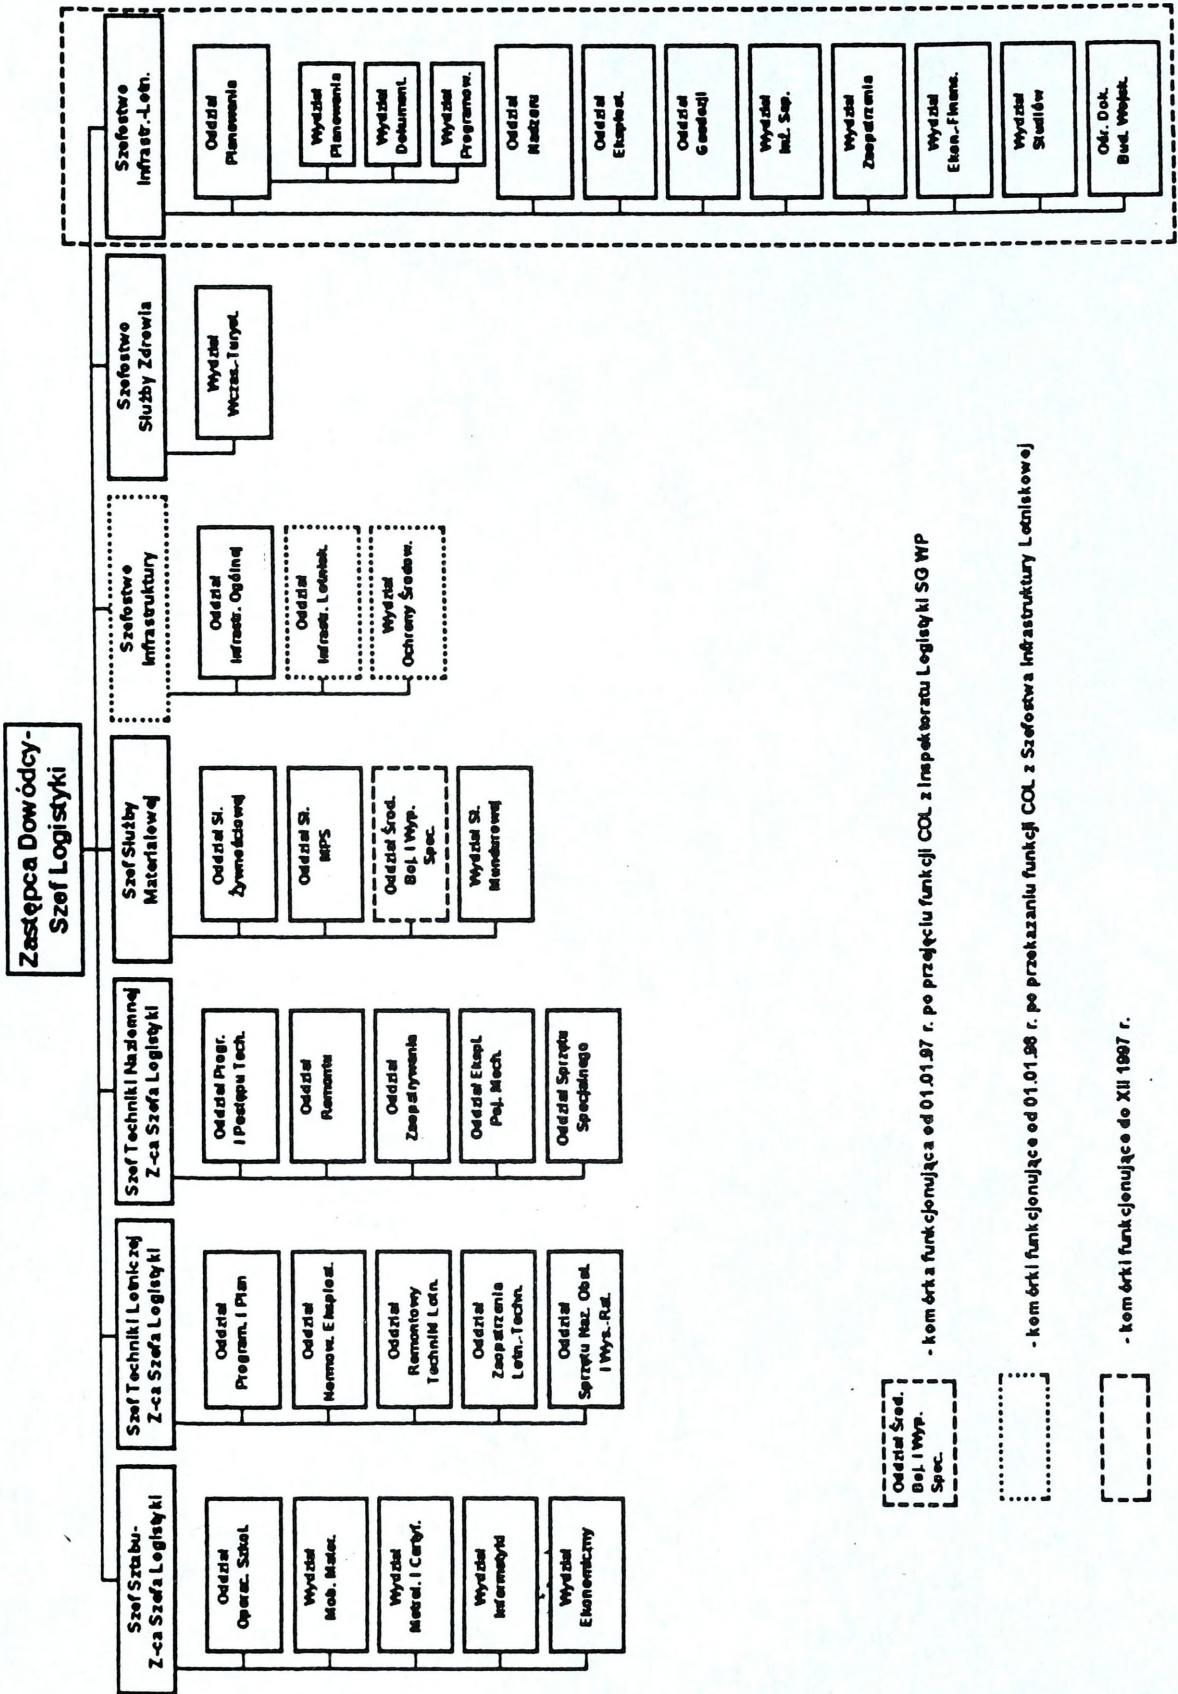 Zastępca Dowódcy-
Szef Logistyki
Szef Sztabu-
Z-ca Szefa Logistyki
Oddział
Operac. Szkol.
Wydział
Mob. Mater.
Wydział
Metrol. i Certyf.
Wydział
Informatyki
Wydział
Ekonomiczny
Szef Techniki Lotniczej
Z-ca Szefa Logistyki
Oddział
Program. i Plan
Oddział
Normow. Eksploat.
Oddział
Remontowy
Techniki Lotn.
Oddział
Zaopatrzenia
Lotn.-Techn.
Oddział
Sprzętu Naz. Obsł.
i Wys.-Rat.
Szef Techniki Naziemnej
Z-ca Szefa Logistyki
Oddział Progr.
i Postępu Tech.
Oddział
Remontu
Oddział
Zaopatrywania
Oddział Ekspl.
Poj. Mech.
Oddział Sprzętu
Specjalnego
Szef Służby
Materiałowej
Oddział Sł.
Żywnościowej
Oddział Sł.
MPS
Oddział Środ.
Boj. i Wyp.
Spec.
Wydział Sł.
Mundurowej
Szefostwo
Infrastruktury
Oddział
Infrastr. Ogólnej
Oddział
Infrastr. Lotnisk.
Wydział
Ochrony Środow.
Szefostwo
Służby Zdrowia
Wydział
Wczas.-Turyst.
Szefostwo
Infrastr.-Lotn.
Oddział
Planowania
Wydział
Planowania
Wydział
Dokument.
Wydział
Programow.
Oddział
Nadzoru
Oddział
Eksploat.
Oddział
Geodezji
Wydział
Inż. Sap.
Wydział
Zaopatrzenia
Wydział
Ekon.-Finans.
Wydział
Studiów
Ośr. Dok.
Bud. Wojsk.
Oddział Środ.
Boj. i Wyp.
Spec.
- komórka funkcjonująca od 01.01.97 r. po przejęciu funkcji COL z Inspektoratu Logistyki SG WP
- komórki funkcjonujące od 01.01.98 r. po przekazaniu funkcji COL z Szefostwa Infrastruktury Lotniskowej
- komórki funkcjonujące do XII 1997 r.